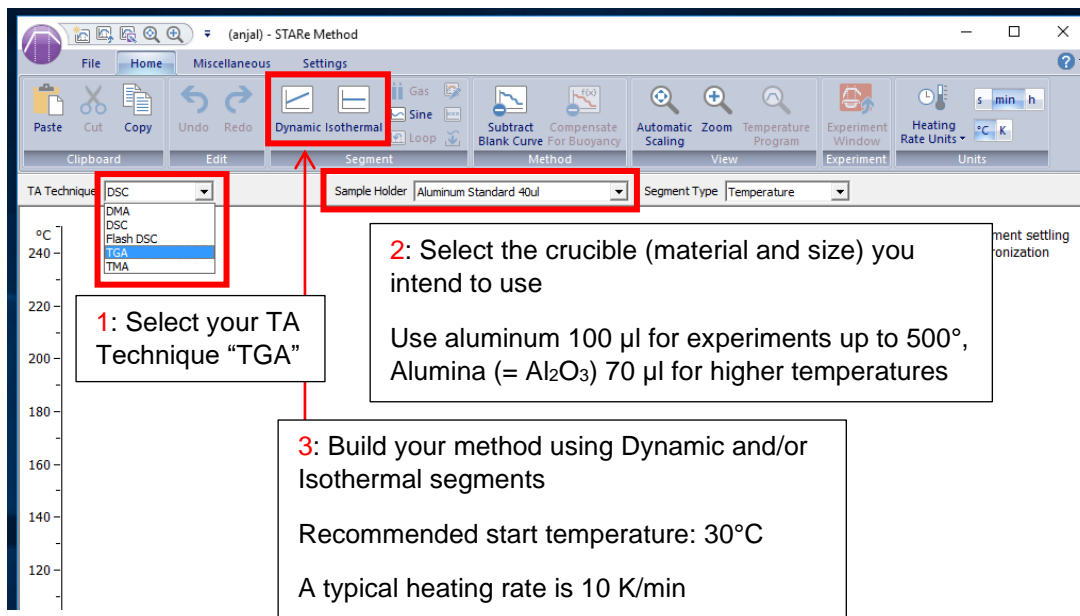 (anjal) - STARe Method
File Home Miscellaneous Settings
Paste Cut Copy Undo Redo Dynamic Isothermal Gas Sine Loop Subtract Blank Curve Compensate For Buoyancy Automatic Scaling Zoom Temperature Program Experiment Window Heating Rate Units s min h °C K
Clipboard Edit Segment Method View Experiment Units
TA Technique DSC Sample Holder Aluminum Standard 40ul Segment Type Temperature
DMA
DSC
Flash DSC
TGA
TMA
°C
240
220
200
180
160
140
120
ment settling
ronization
1: Select your TA
Technique “TGA”
2: Select the crucible (material and size) you
intend to use
Use aluminum 100 µl for experiments up to 500°,
Alumina (= Al₂O₃) 70 µl for higher temperatures
3: Build your method using Dynamic and/or
Isothermal segments
Recommended start temperature: 30°C
A typical heating rate is 10 K/min